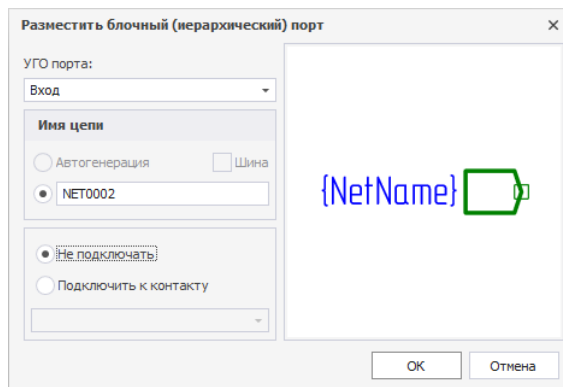 Разместить блочный (иерархический) порт
УГО порта:
Вход
Имя цепи
Автогенерация Шина
NET0002
{NetName}
Не подключать
Подключить к контакту
OK Отмена